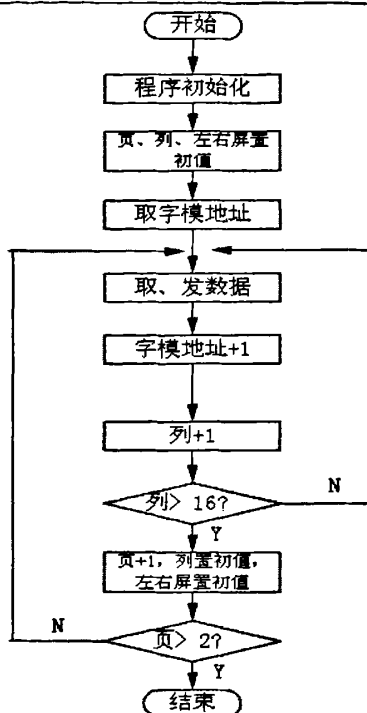 开始
程序初始化
页、列、左右屏置
初值
取字模地址
取、发数据
字模地址+1
列+1
列> 16?
N
Y
页+1，列置初值，
左右屏置初值
N
页> 2?
Y
结束